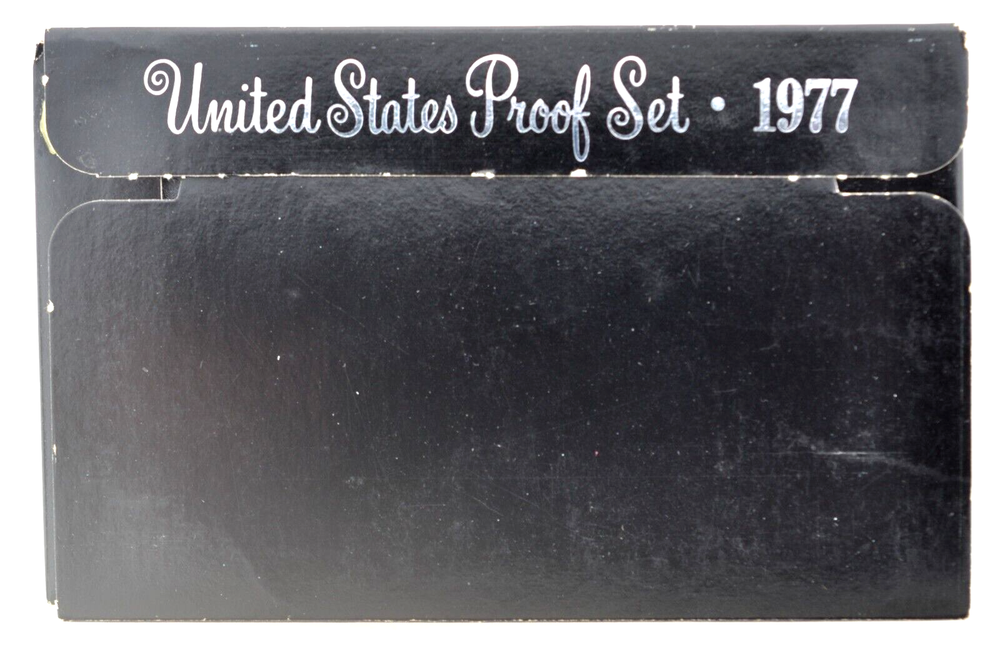 United States Proof Set • 1977